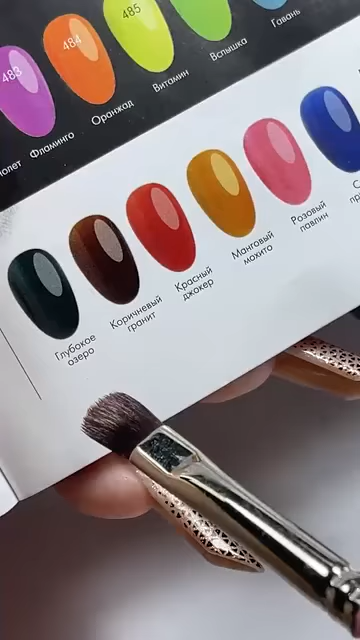 483
484
485
Фламинго
Оранжад
Витамин
Вспышка
Гавань
Глубокое
озеро
Коричневый
гранит
Красный
джокер
Манговый
мохито
Розовый
павлин